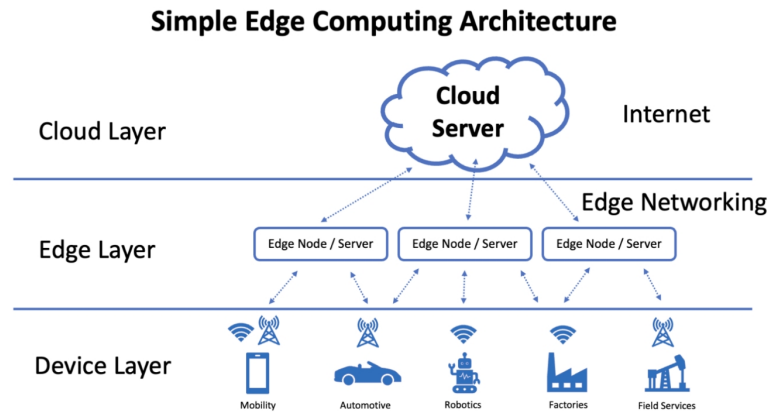 Simple Edge Computing Architecture
Cloud
Server
Internet
Cloud Layer
Edge Networking
Edge Layer
Edge Node / Server
Edge Node / Server
Edge Node / Server
Device Layer
Mobility
Automotive
Robotics
Factories
Field Services